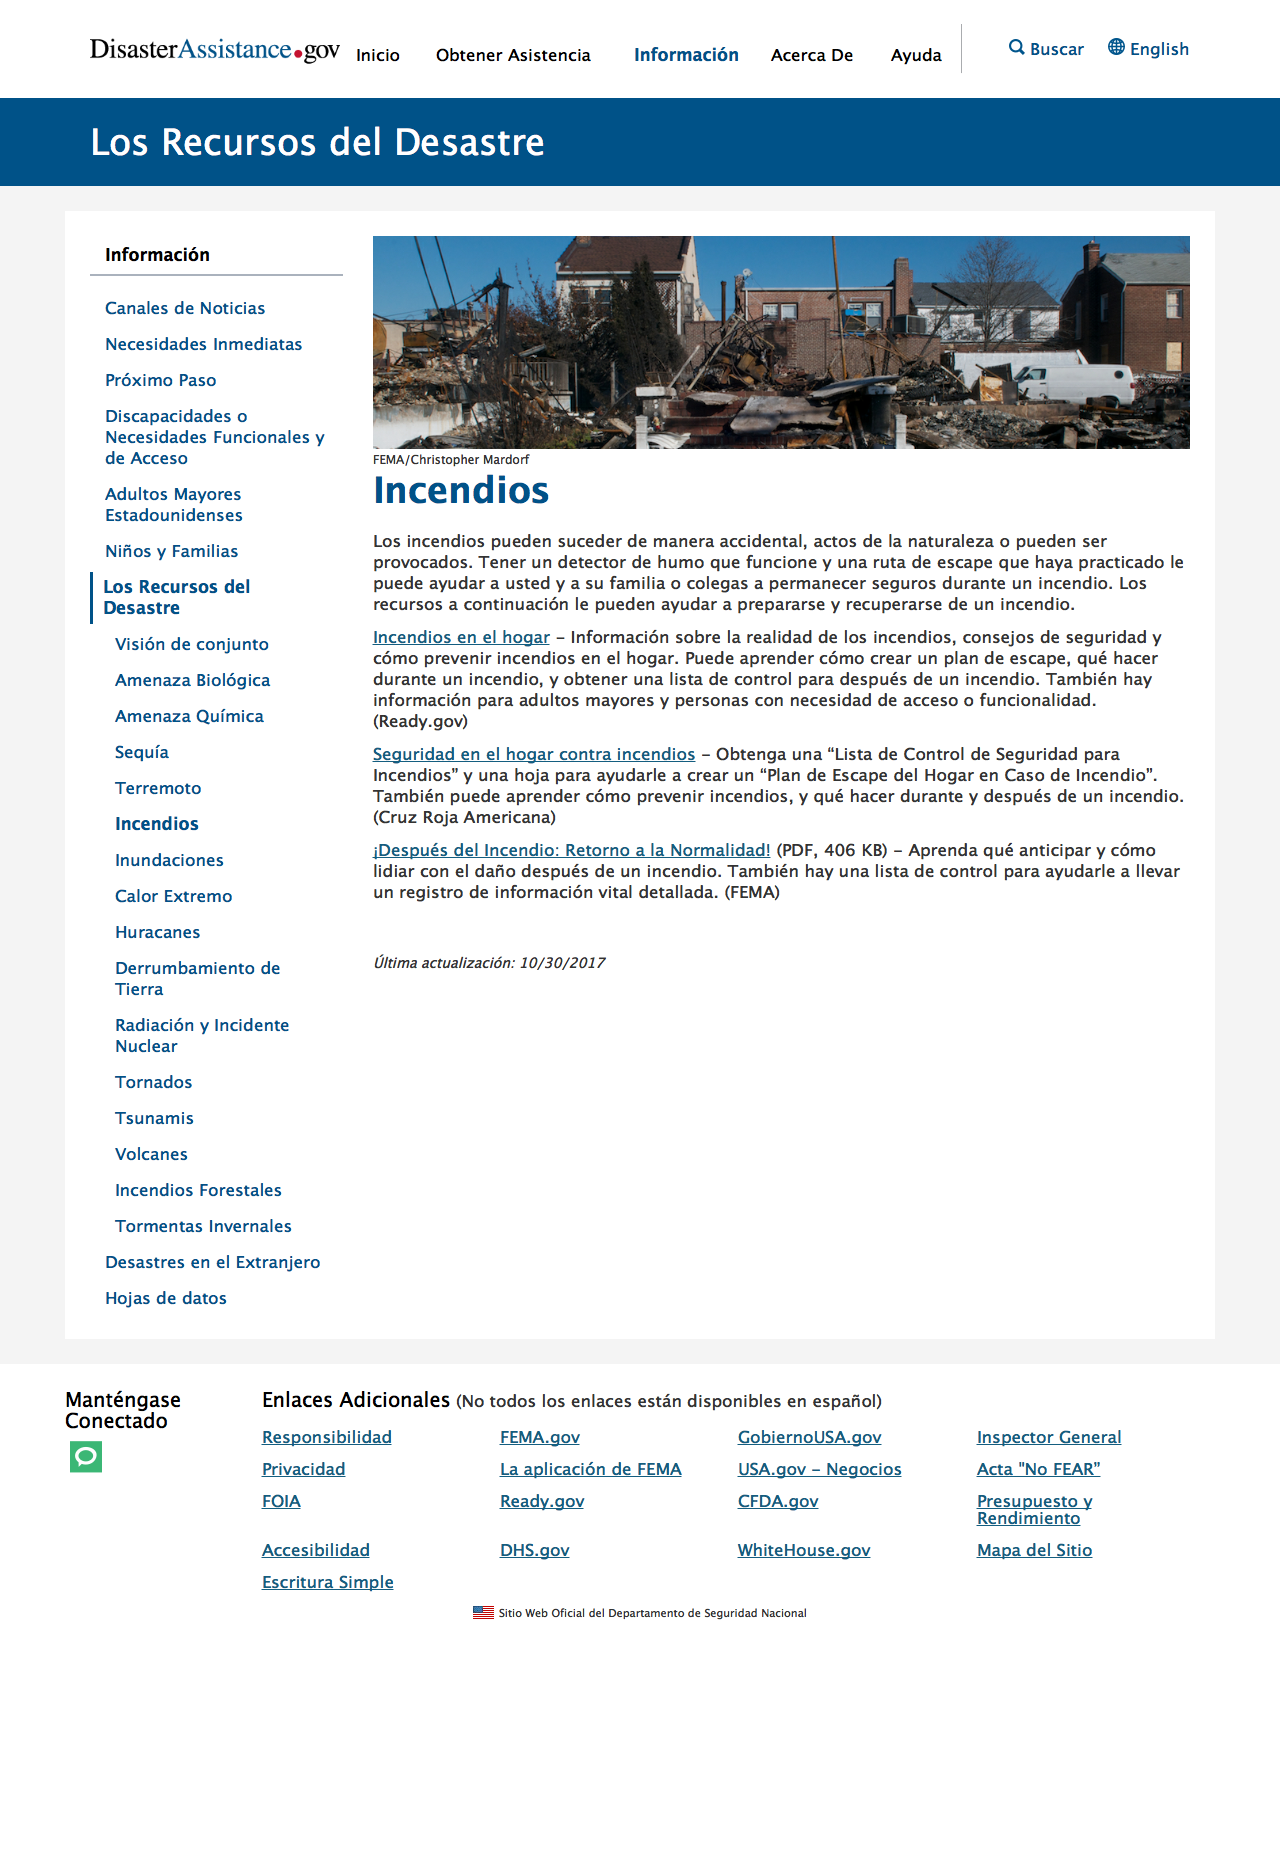 DisasterAssistance.gov
Inicio
Obtener Asistencia
Información
Acerca De
Ayuda
Buscar
English
Los Recursos del Desastre
Información
Canales de Noticias
Necesidades Inmediatas
Próximo Paso
Discapacidades o
Necesidades Funcionales y
de Acceso
Adultos Mayores
Estadounidenses
Niños y Familias
Los Recursos del
Desastre
Visión de conjunto
Amenaza Biológica
Amenaza Química
Sequía
Terremoto
Incendios
Inundaciones
Calor Extremo
Huracanes
Derrumbamiento de
Tierra
Radiación y Incidente
Nuclear
Tornados
Tsunamis
Volcanes
Incendios Forestales
Tormentas Invernales
Desastres en el Extranjero
Hojas de datos
FEMA/Christopher Mardorf
Incendios
Los incendios pueden suceder de manera accidental, actos de la naturaleza o pueden ser
provocados. Tener un detector de humo que funcione y una ruta de escape que haya practicado le
puede ayudar a usted y a su familia o colegas a permanecer seguros durante un incendio. Los
recursos a continuación le pueden ayudar a prepararse y recuperarse de un incendio.
Incendios en el hogar – Información sobre la realidad de los incendios, consejos de seguridad y
cómo prevenir incendios en el hogar. Puede aprender cómo crear un plan de escape, qué hacer
durante un incendio, y obtener una lista de control para después de un incendio. También hay
información para adultos mayores y personas con necesidad de acceso o funcionalidad.
(Ready.gov)
Seguridad en el hogar contra incendios – Obtenga una “Lista de Control de Seguridad para
Incendios” y una hoja para ayudarle a crear un “Plan de Escape del Hogar en Caso de Incendio”.
También puede aprender cómo prevenir incendios, y qué hacer durante y después de un incendio.
(Cruz Roja Americana)
¡Después del Incendio: Retorno a la Normalidad! (PDF, 406 KB) – Aprenda qué anticipar y cómo
lidiar con el daño después de un incendio. También hay una lista de control para ayudarle a llevar
un registro de información vital detallada. (FEMA)
Última actualización: 10/30/2017
Manténgase
Conectado
Enlaces Adicionales (No todos los enlaces están disponibles en español)
Responsibilidad
FEMA.gov
GobiernoUSA.gov
Inspector General
Privacidad
La aplicación de FEMA
USA.gov – Negocios
Acta "No FEAR”
FOIA
Ready.gov
CFDA.gov
Presupuesto y
Rendimiento
Accesibilidad
DHS.gov
WhiteHouse.gov
Mapa del Sitio
Escritura Simple
Sitio Web Oficial del Departamento de Seguridad Nacional